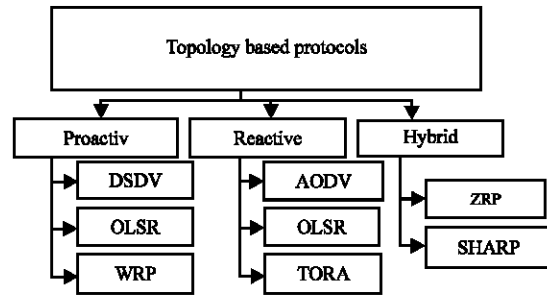 Topology based protocols
Proactiv
Reactive
Hybrid
DSDV
AODV
ZRP
OLSR
OLSR
SHARP
WRP
TORA